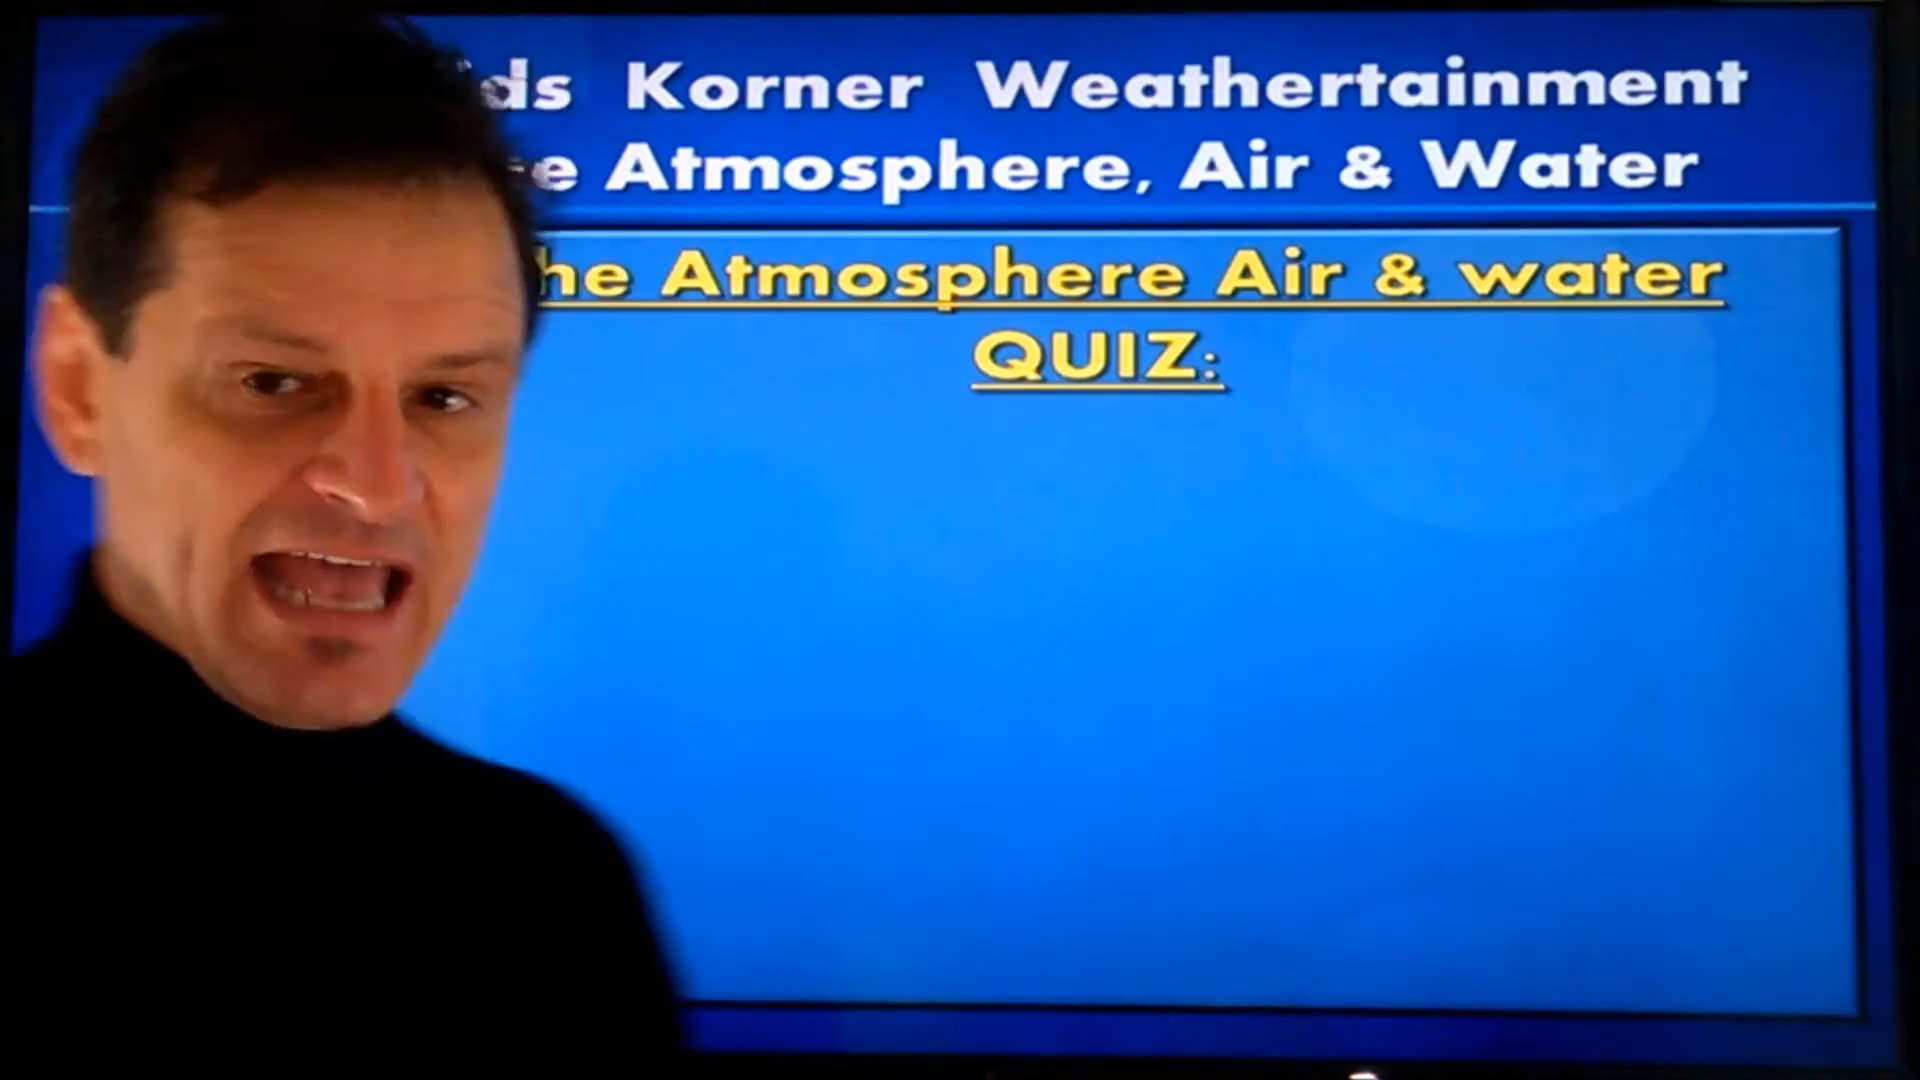 Korner Weathertainment
Atmosphere, Air & Water
Atmosphere Air & water
QUIZ: